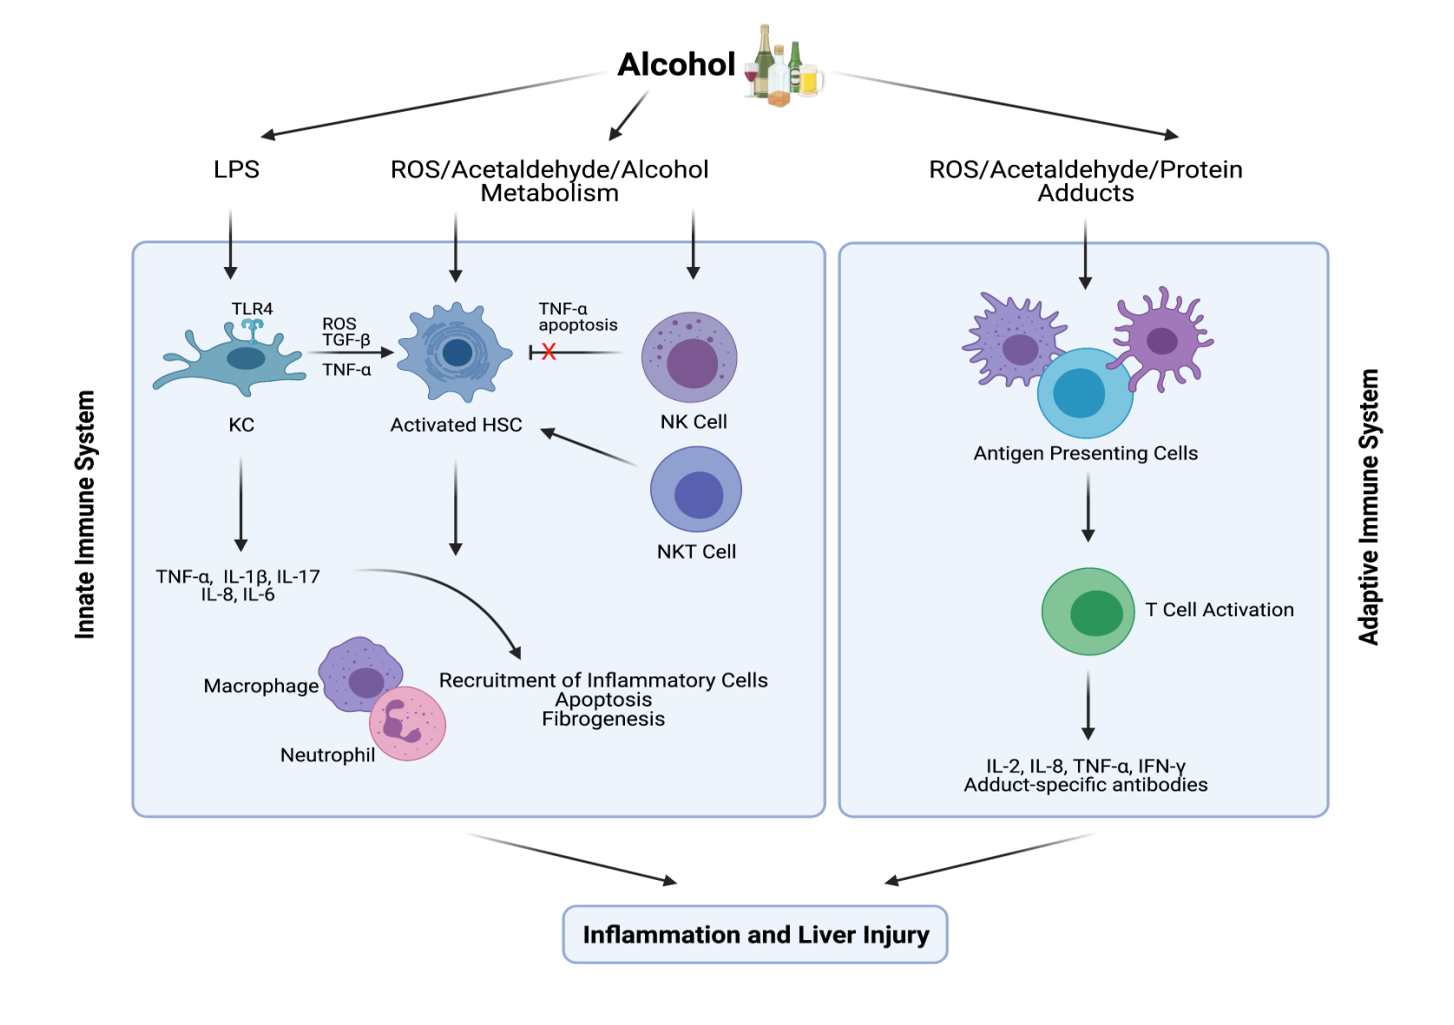 Alcohol
LPS
ROS/Acetaldehyde/Alcohol
Metabolism
ROS/Acetaldehyde/Protein
Adducts
Innate Immune System
TLR4
ROS
TGF-β
TNF-α
KC
Activated HSC
TNF-α
apoptosis
X
NK Cell
NKT Cell
TNF-α, IL-1β, IL-17
IL-8, IL-6
Macrophage
Neutrophil
Recruitment of Inflammatory Cells
Apoptosis
Fibrogenesis
Antigen Presenting Cells
T Cell Activation
IL-2, IL-8, TNF-α, IFN-γ
Adduct-specific antibodies
Adaptive Immune System
Inflammation and Liver Injury